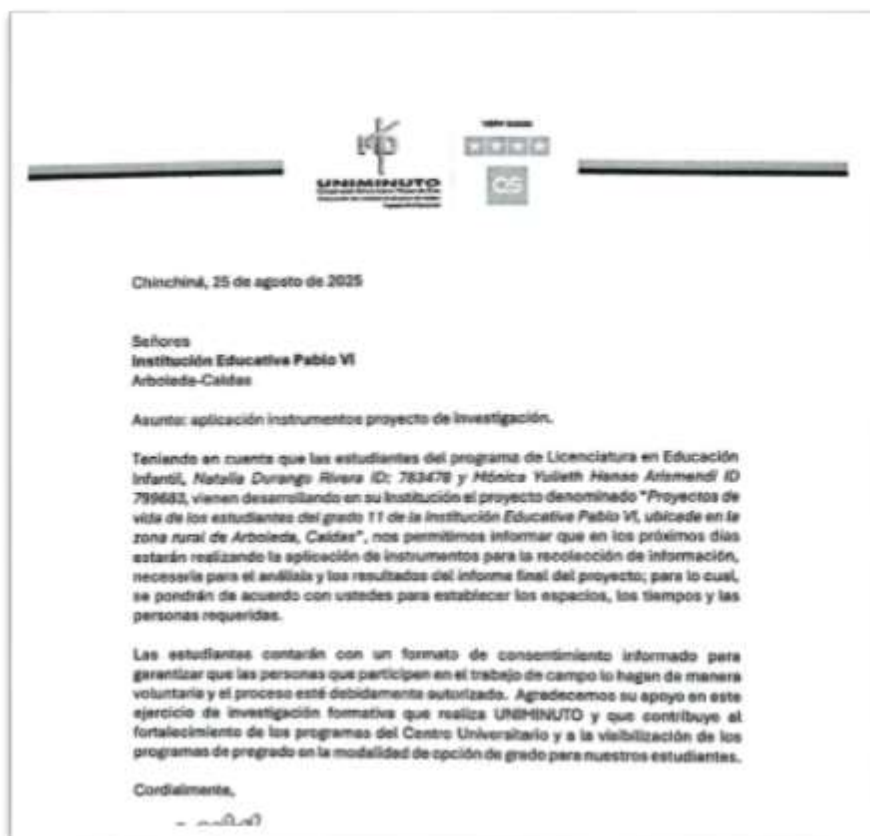 UNIMINUTO
QS
Chinchiná, 25 de agosto de 2025
Señores
Institución Educativa Pablo VI
Arboleda-Caldas
Asunto: aplicación instrumentos proyecto de investigación.
Teniendo en cuenta que las estudiantes del programa de Licenciatura en Educación
Infantil, Natalia Durango Rivera ID: 783478 y Mónica Yulieth Henao Arismendi ID
799683, vienen desarrollando en su Institución el proyecto denominado "Proyectos de
vida de los estudiantes del grado 11 de la Institución Educativa Pablo VI, ubicada en la
zona rural de Arboleda, Caldas", nos permitimos informar que en los próximos días
estarán realizando la aplicación de instrumentos para la recolección de información,
necesaria para el análisis y los resultados del informe final del proyecto; para lo cual,
se pondrán de acuerdo con ustedes para establecer los espacios, los tiempos y las
personas requeridas.
Las estudiantes contarán con un formato de consentimiento informado para
garantizar que las personas que participen en el trabajo de campo lo hagan de manera
voluntaria y el proceso esté debidamente autorizado. Agradecemos su apoyo en este
ejercicio de investigación formativa que realiza UNIMINUTO y que contribuye al
fortalecimiento de los programas del Centro Universitario y a la visibilización de los
programas de pregrado en la modalidad de opción de grado para nuestros estudiantes.
Cordialmente,